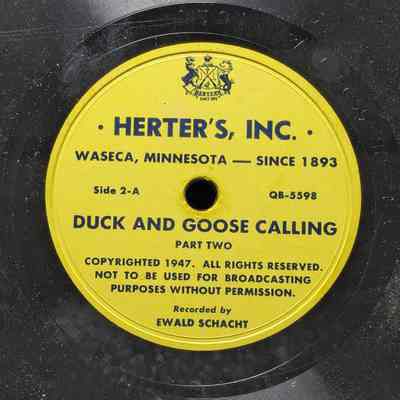 HERTER'S
· HERTER'S, INC. ·
WASECA, MINNESOTA — SINCE 1893
Side 2-A QB-5598
DUCK AND GOOSE CALLING
PART TWO
COPYRIGHTED 1947. ALL RIGHTS RESERVED.
NOT TO BE USED FOR BROADCASTING
PURPOSES WITHOUT PERMISSION.
Recorded by
EWALD SCHACHT